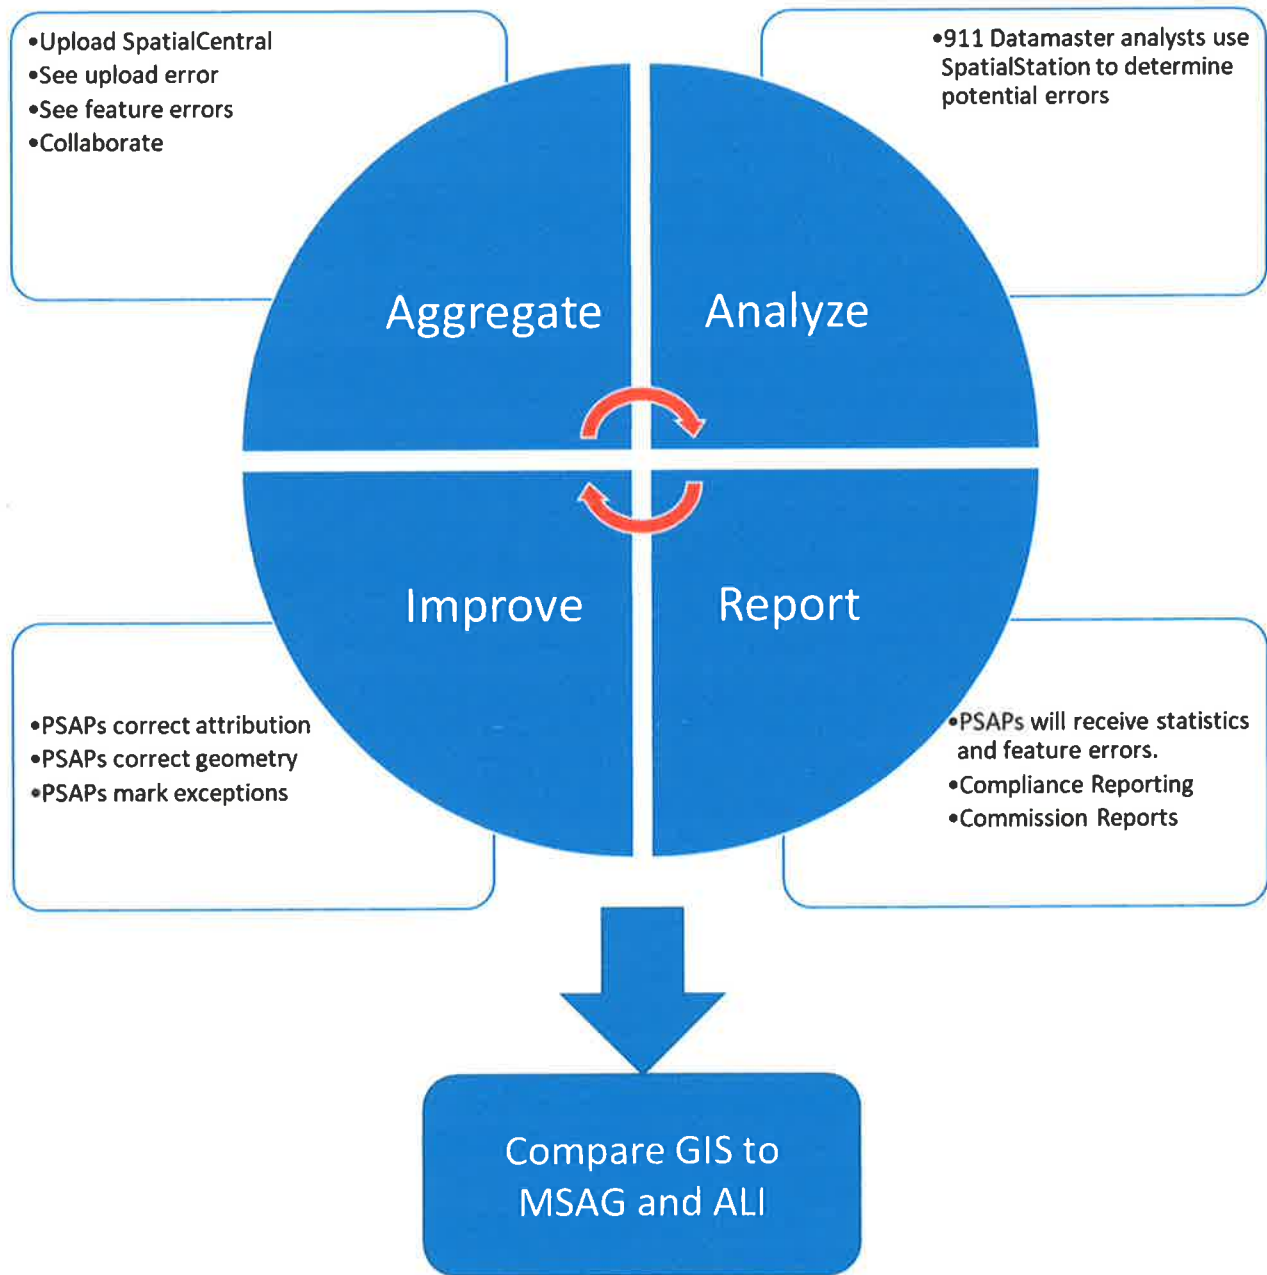 •Upload SpatialCentral
•See upload error
•See feature errors
•Collaborate
•911 Datamaster analysts use
SpatialStation to determine
potential errors
Aggregate
Analyze
Improve
Report
•PSAPs correct attribution
•PSAPs correct geometry
•PSAPs mark exceptions
•PSAPs will receive statistics
and feature errors.
•Compliance Reporting
•Commission Reports
Compare GIS to
MSAG and ALI